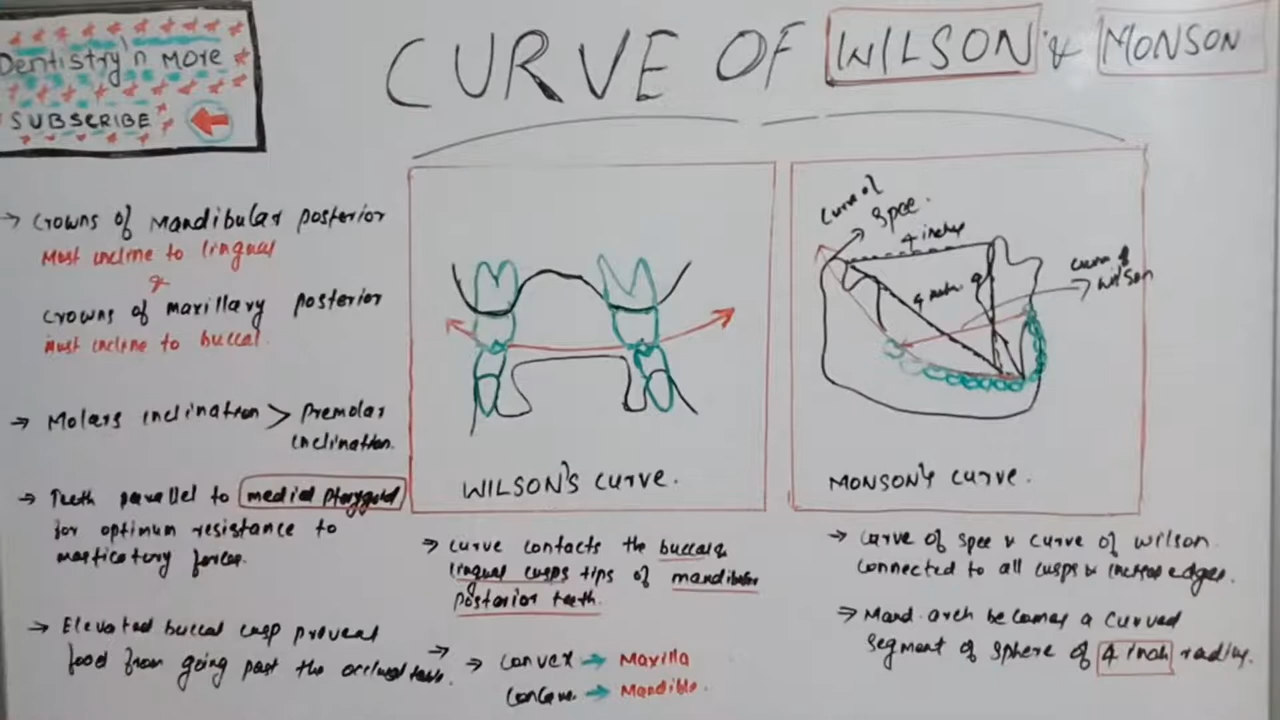 Dentistry'n MORE
SUBSCRIBE
CURVE OF WILSON & MONSON
→ Crowns of Mandibular posterior
Must incline to lingual
&
crowns of maxillary posterior
Must incline to buccal.
→ Molars inclination > Premolar
inclination.
→ Teeth parallel to medial pterygoid
for optimum resistance to
masticatory forces.
→ Elevated buccal cusp prevent
food from going past the occlusal
WILSON'S curve.
→ curve contacts the buccal &
lingual cusps tips of mandibular
posterior teeth.
→ convex → Maxilla
concave → Mandible.
curve of
Spee.
4 inches
4 inch
curve of
wilson
MONSON'S curve.
→ curve of spee & curve of wilson
connected to all cusps & incisal edges.
→ Mand. arch becomes a curved
segment of sphere of 4 inch radius.